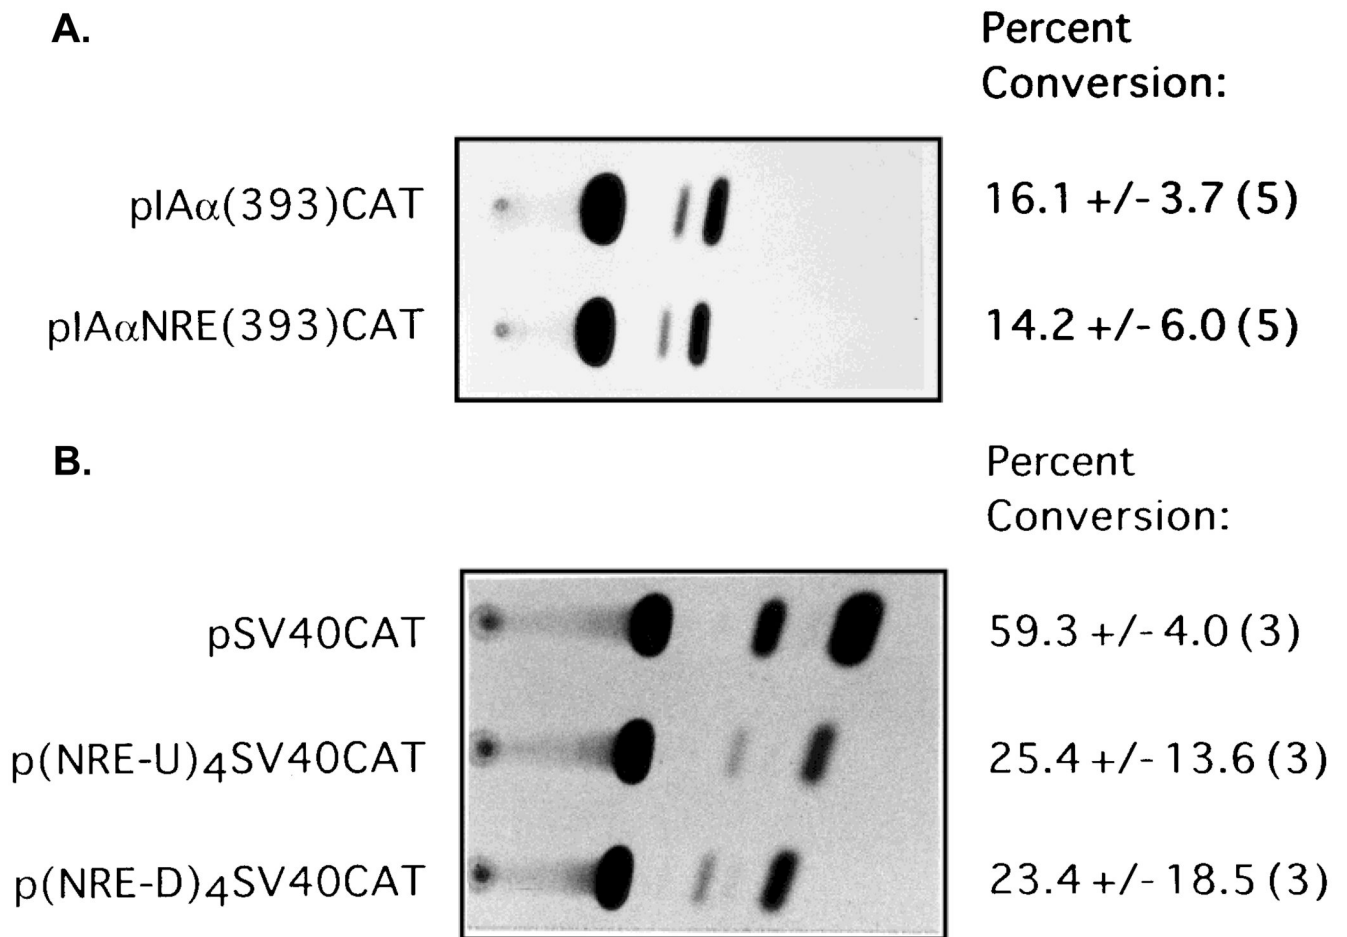 A.
Percent
Conversion:
pIAα(393)CAT
16.1 +/- 3.7 (5)
pIAαNRE(393)CAT
14.2 +/- 6.0 (5)
B.
Percent
Conversion:
pSV40CAT
59.3 +/- 4.0 (3)
p(NRE-U)4SV40CAT
25.4 +/- 13.6 (3)
p(NRE-D)4SV40CAT
23.4 +/- 18.5 (3)